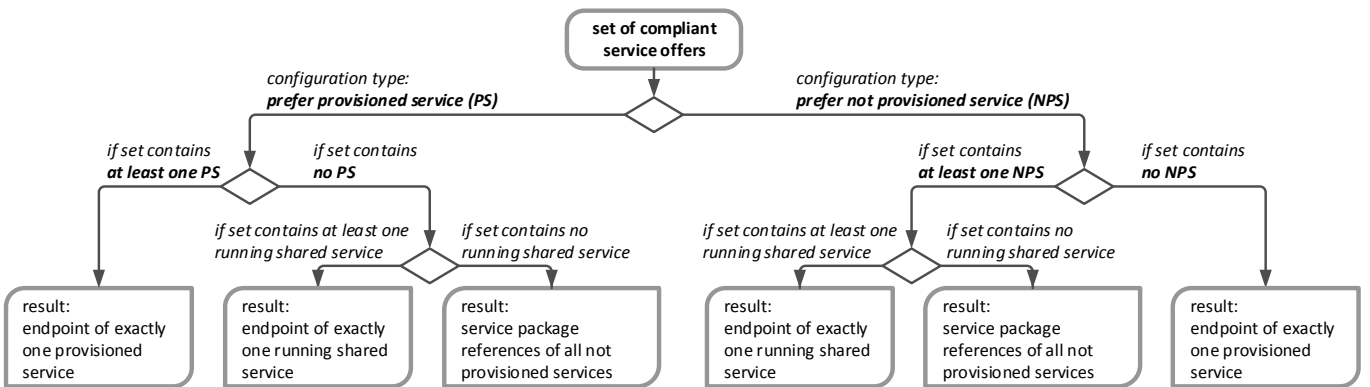 set of compliant
service offers
configuration type:
prefer provisioned service (PS)
configuration type:
prefer not provisioned service (NPS)
if set contains
at least one PS
if set contains
no PS
if set contains
at least one NPS
if set contains
no NPS
if set contains at least one
running shared service
if set contains no
running shared service
if set contains at least one
running shared service
if set contains no
running shared service
result:
endpoint of exactly
one provisioned
service
result:
endpoint of exactly
one running shared
service
result:
service package
references of all not
provisioned services
result:
endpoint of exactly
one running shared
service
result:
service package
references of all not
provisioned services
result:
endpoint of exactly
one provisioned
service